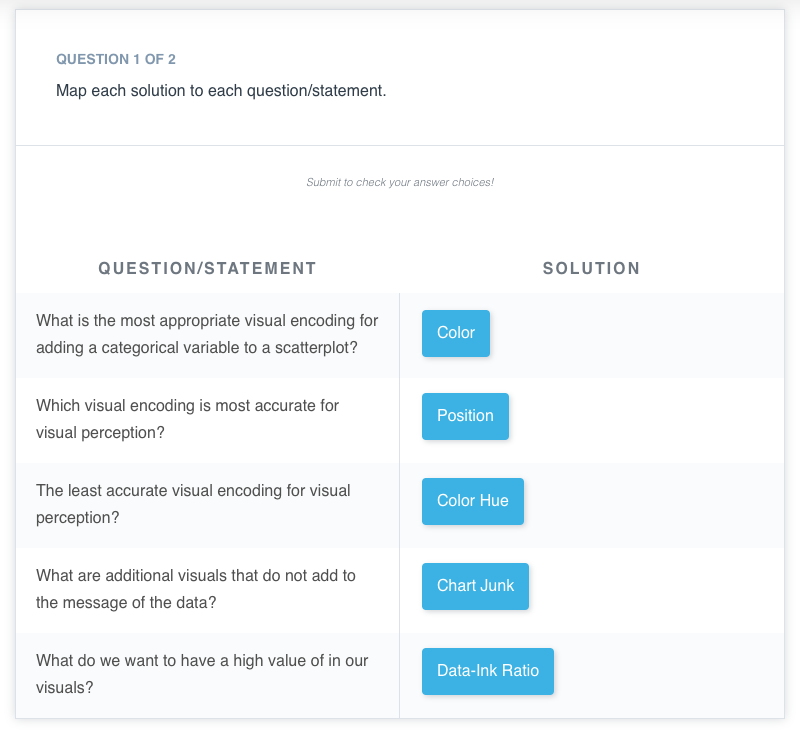 QUESTION 1 OF 2
Map each solution to each question/statement.
Submit to check your answer choices!
QUESTION/STATEMENT
SOLUTION
What is the most appropriate visual encoding for
adding a categorical variable to a scatterplot?
Color
Which visual encoding is most accurate for
visual perception?
Position
The least accurate visual encoding for visual
perception?
Color Hue
What are additional visuals that do not add to
the message of the data?
Chart Junk
What do we want to have a high value of in our
visuals?
Data-Ink Ratio